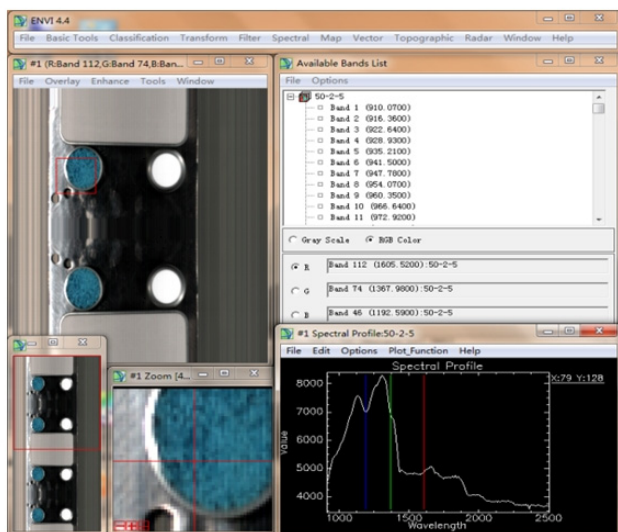 ENVI 4.4
File Basic Tools Classification Transform Filter Spectral Map Vector Topographic Radar Window Help
#1 (R:Band 112,G:Band 74,B:Ban...
File Overlay Enhance Tools Window
Available Bands List
File Options
50-2-5
Band 1 (910.0700)
Band 2 (916.3600)
Band 3 (922.6400)
Band 4 (928.9300)
Band 5 (935.2100)
Band 6 (941.5000)
Band 7 (947.7800)
Band 8 (954.0700)
Band 9 (960.3500)
Band 10 (966.6400)
Band 11 (972.9200)
Gray Scale RGB Color
R Band 112 (1605.5200):50-2-5
G Band 74 (1367.9800):50-2-5
B Band 46 (1192.5900):50-2-5
#1 Zoom [4...
#1 Spectral Profile:50-2-5
File Edit Options Plot_Function Help
Spectral Profile
X:79 Y:128
8000
7000
6000
5000
4000
Value
1000 1500 2000 2500
Wavelength